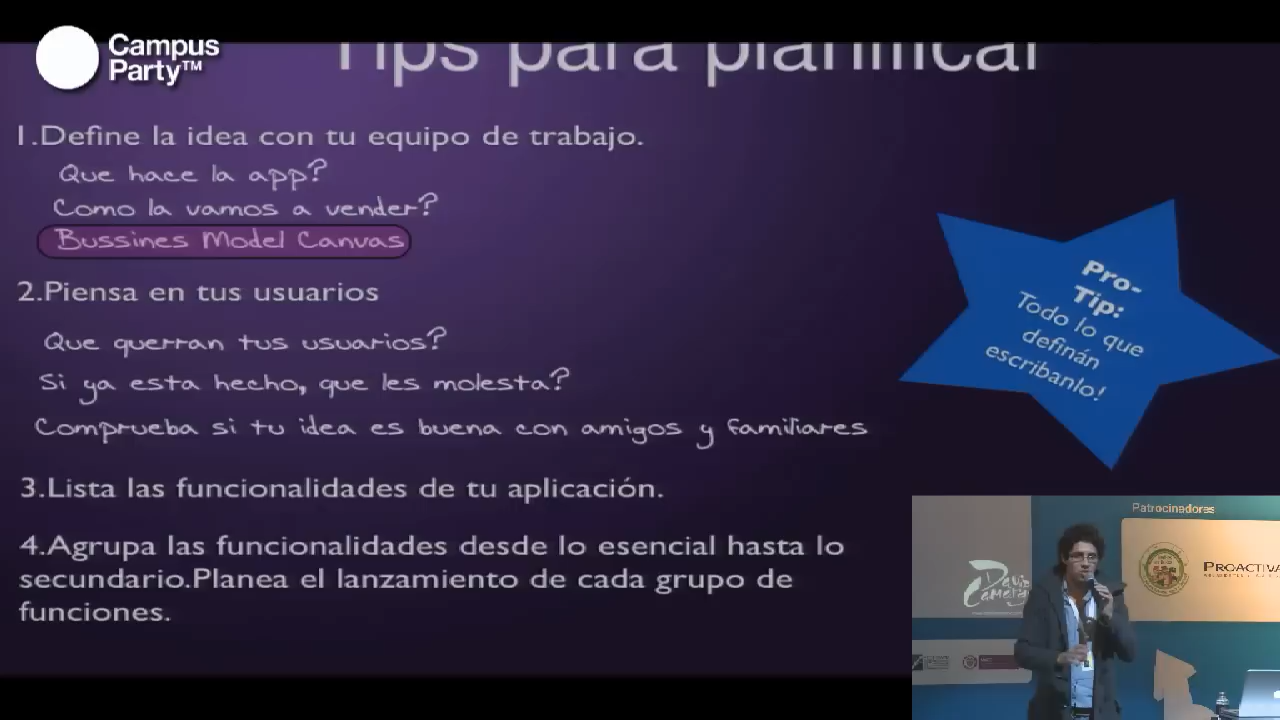 Campus
Party™
Tips para planificar
1.Define la idea con tu equipo de trabajo.
Que hace la app?
Como la vamos a vender?
Bussines Model Canvas
2.Piensa en tus usuarios
Que querran tus usuarios?
Si ya esta hecho, que les molesta?
Comprueba si tu idea es buena con amigos y familiares
3.Lista las funcionalidades de tu aplicación.
4.Agrupa las funcionalidades desde lo esencial hasta lo
secundario.Planea el lanzamiento de cada grupo de
funciones.
Pro-
Tip:
Todo lo que
definán
escribanlo!
Patrocinadores
PROACTIVA